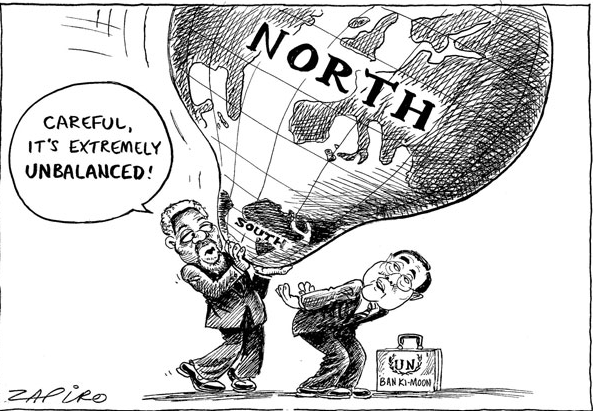 NORTH
CAREFUL,
IT'S EXTREMELY
UNBALANCED!
SOUTH
UN
BAN KI-MOON
ZAPIRO